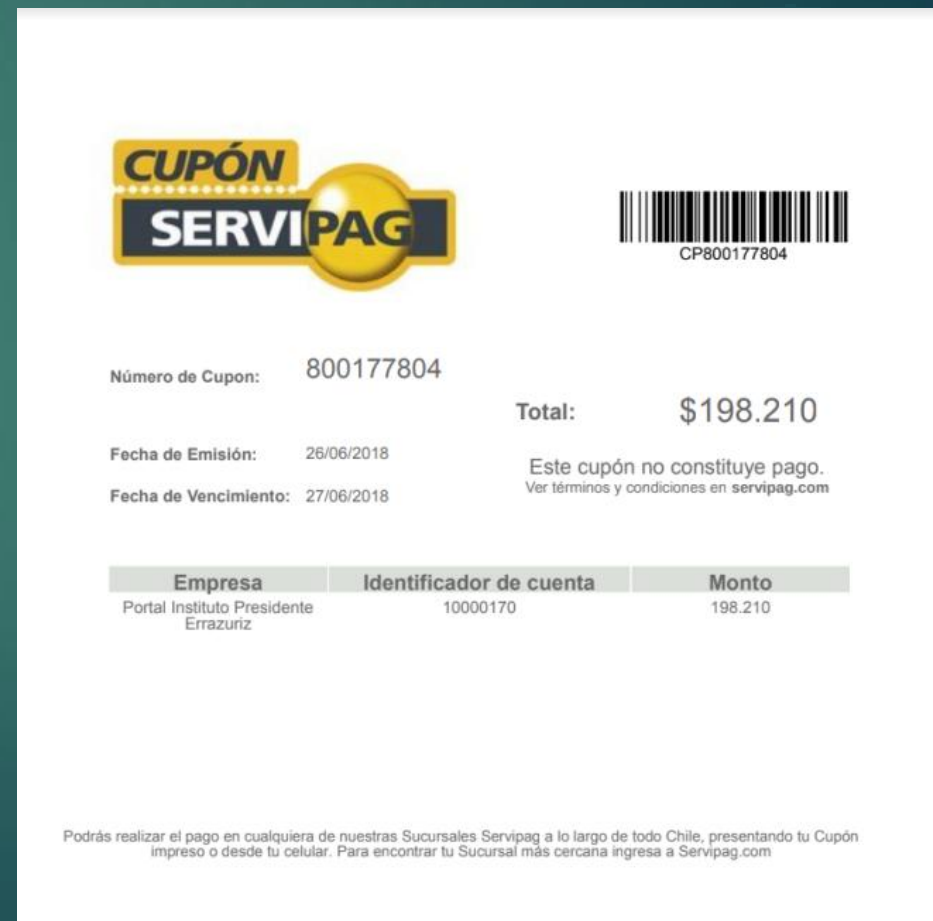 CUPÓN
SERVIPAG
CP800177804
Número de Cupon: 800177804
Total: $198.210
Fecha de Emisión: 26/06/2018
Este cupón no constituye pago.
Fecha de Vencimiento: 27/06/2018
Ver términos y condiciones en servipag.com
Empresa Identificador de cuenta Monto
Portal Instituto Presidente 10000170 198.210
Errazuriz
Podrás realizar el pago en cualquiera de nuestras Sucursales Servipag a lo largo de todo Chile, presentando tu Cupón
impreso o desde tu celular. Para encontrar tu Sucursal más cercana ingresa a Servipag.com